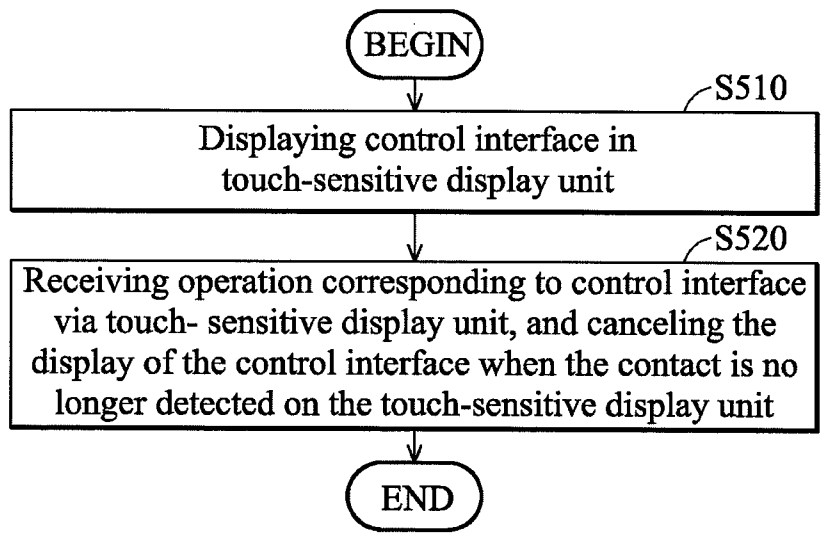 BEGIN
S510
Displaying control interface in
touch-sensitive display unit
S520
Receiving operation corresponding to control interface
via touch- sensitive display unit, and canceling the
display of the control interface when the contact is no
longer detected on the touch-sensitive display unit
END